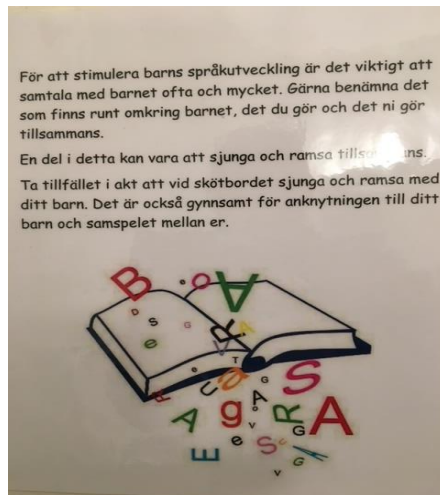 För att stimulera barns språkutveckling är det viktigt att
samtala med barnet ofta och mycket. Gärna benämna det
som finns runt omkring barnet, det du gör och det ni gör
tillsammans.
En del i detta kan vara att sjunga och ramsa
Ta tillfället i akt att vid skötbordet sjunga och ramsa med
ditt barn. Det är också gynnsamt för anknytningen till ditt
barn och samspelet mellan er.